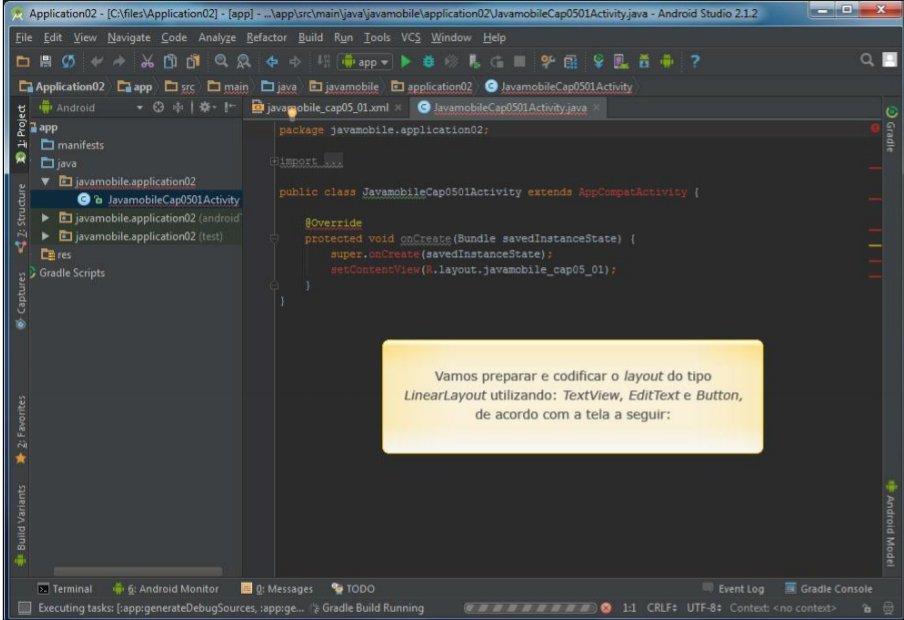 Application02 - [C:\files\Application02] - [app] - ...\app\src\main\java\javamobile\application02\JavamobileCap0501Activity.java - Android Studio 2.1.2
File Edit View Navigate Code Analyze Refactor Build Run Tools VCS Window Help
app
Application02 app src main java javamobile application02 JavamobileCap0501Activity
Android
javamobile_cap05_01.xml
JavamobileCap0501Activity.java
1: Project
Z: Structure
Captures
2: Favorites
Build Variants
app
manifests
java
javamobile.application02
JavamobileCap0501Activity
javamobile.application02 (android
javamobile.application02 (test)
res
Gradle Scripts
package javamobile.application02;
import ...
public class JavamobileCap0501Activity extends AppCompatActivity {
@Override
protected void onCreate(Bundle savedInstanceState) {
super.onCreate(savedInstanceState);
setContentView(R.layout.javamobile_cap05_01);
}
}
Vamos preparar e codificar o layout do tipo
LinearLayout utilizando: TextView, EditText e Button,
de acordo com a tela a seguir:
Gradle
Android Model
Terminal 6: Android Monitor 0: Messages TODO Event Log Gradle Console
Executing tasks: [:app:generateDebugSources, :app:ge... Gradle Build Running 1:1 CRLF UTF-8 Context: <no context>